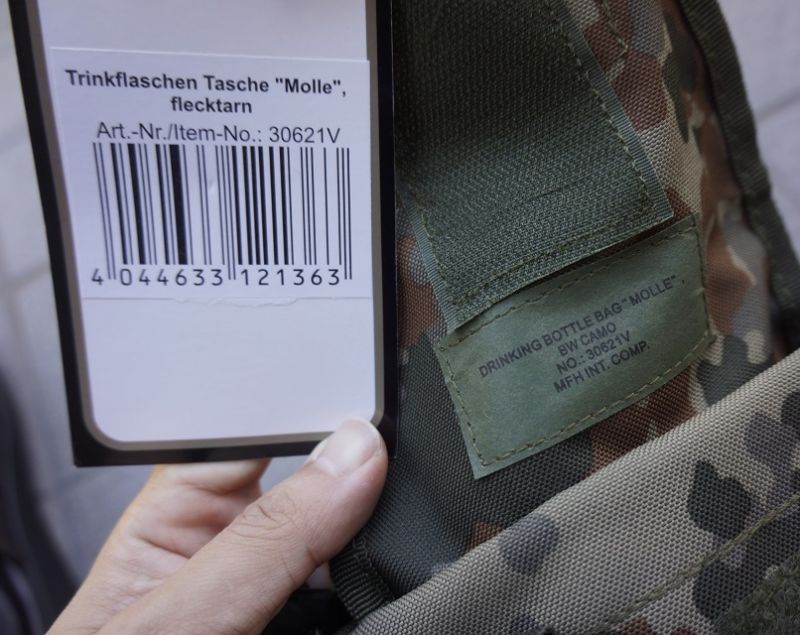 Trinkflaschen Tasche "Molle",
flecktarn
Art.-Nr./Item-No.: 30621V
4 044633 121363
DRINKING BOTTLE BAG "MOLLE",
BW CAMO
NO.: 30621V
MFH INT. COMP.